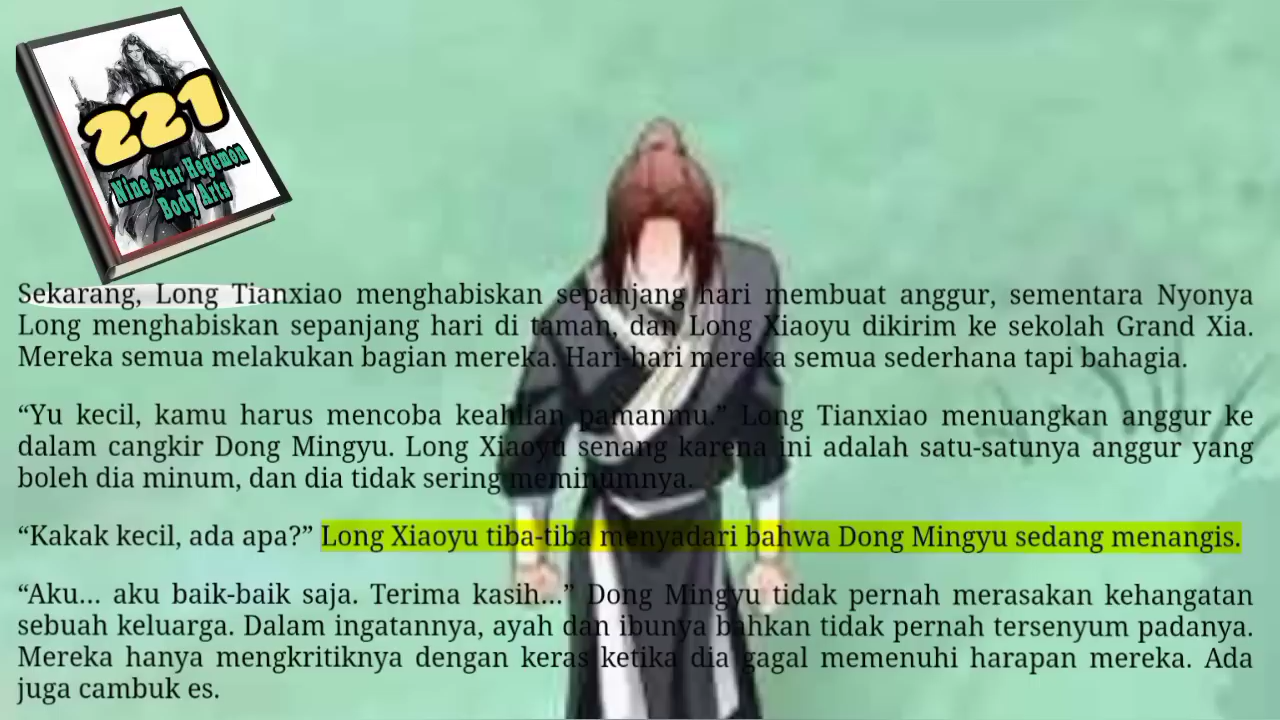 221
Nine Star Hegemon
Body Arts
Sekarang, Long Tianxiao menghabiskan sepanjang hari membuat anggur, sementara Nyonya
Long menghabiskan sepanjang hari di taman, dan Long Xiaoyu dikirim ke sekolah Grand Xia.
Mereka semua melakukan bagian mereka. Hari-hari mereka semua sederhana tapi bahagia.
“Yu kecil, kamu harus mencoba keahlian pamanmu.” Long Tianxiao menuangkan anggur ke
dalam cangkir Dong Mingyu. Long Xiaoyu senang karena ini adalah satu-satunya anggur yang
boleh dia minum, dan dia tidak sering meminumnya.
“Kakak kecil, ada apa?” Long Xiaoyu tiba-tiba menyadari bahwa Dong Mingyu sedang menangis.
“Aku... aku baik-baik saja. Terima kasih...” Dong Mingyu tidak pernah merasakan kehangatan
sebuah keluarga. Dalam ingatannya, ayah dan ibunya bahkan tidak pernah tersenyum padanya.
Mereka hanya mengkritiknya dengan keras ketika dia gagal memenuhi harapan mereka. Ada
juga cambuk es.